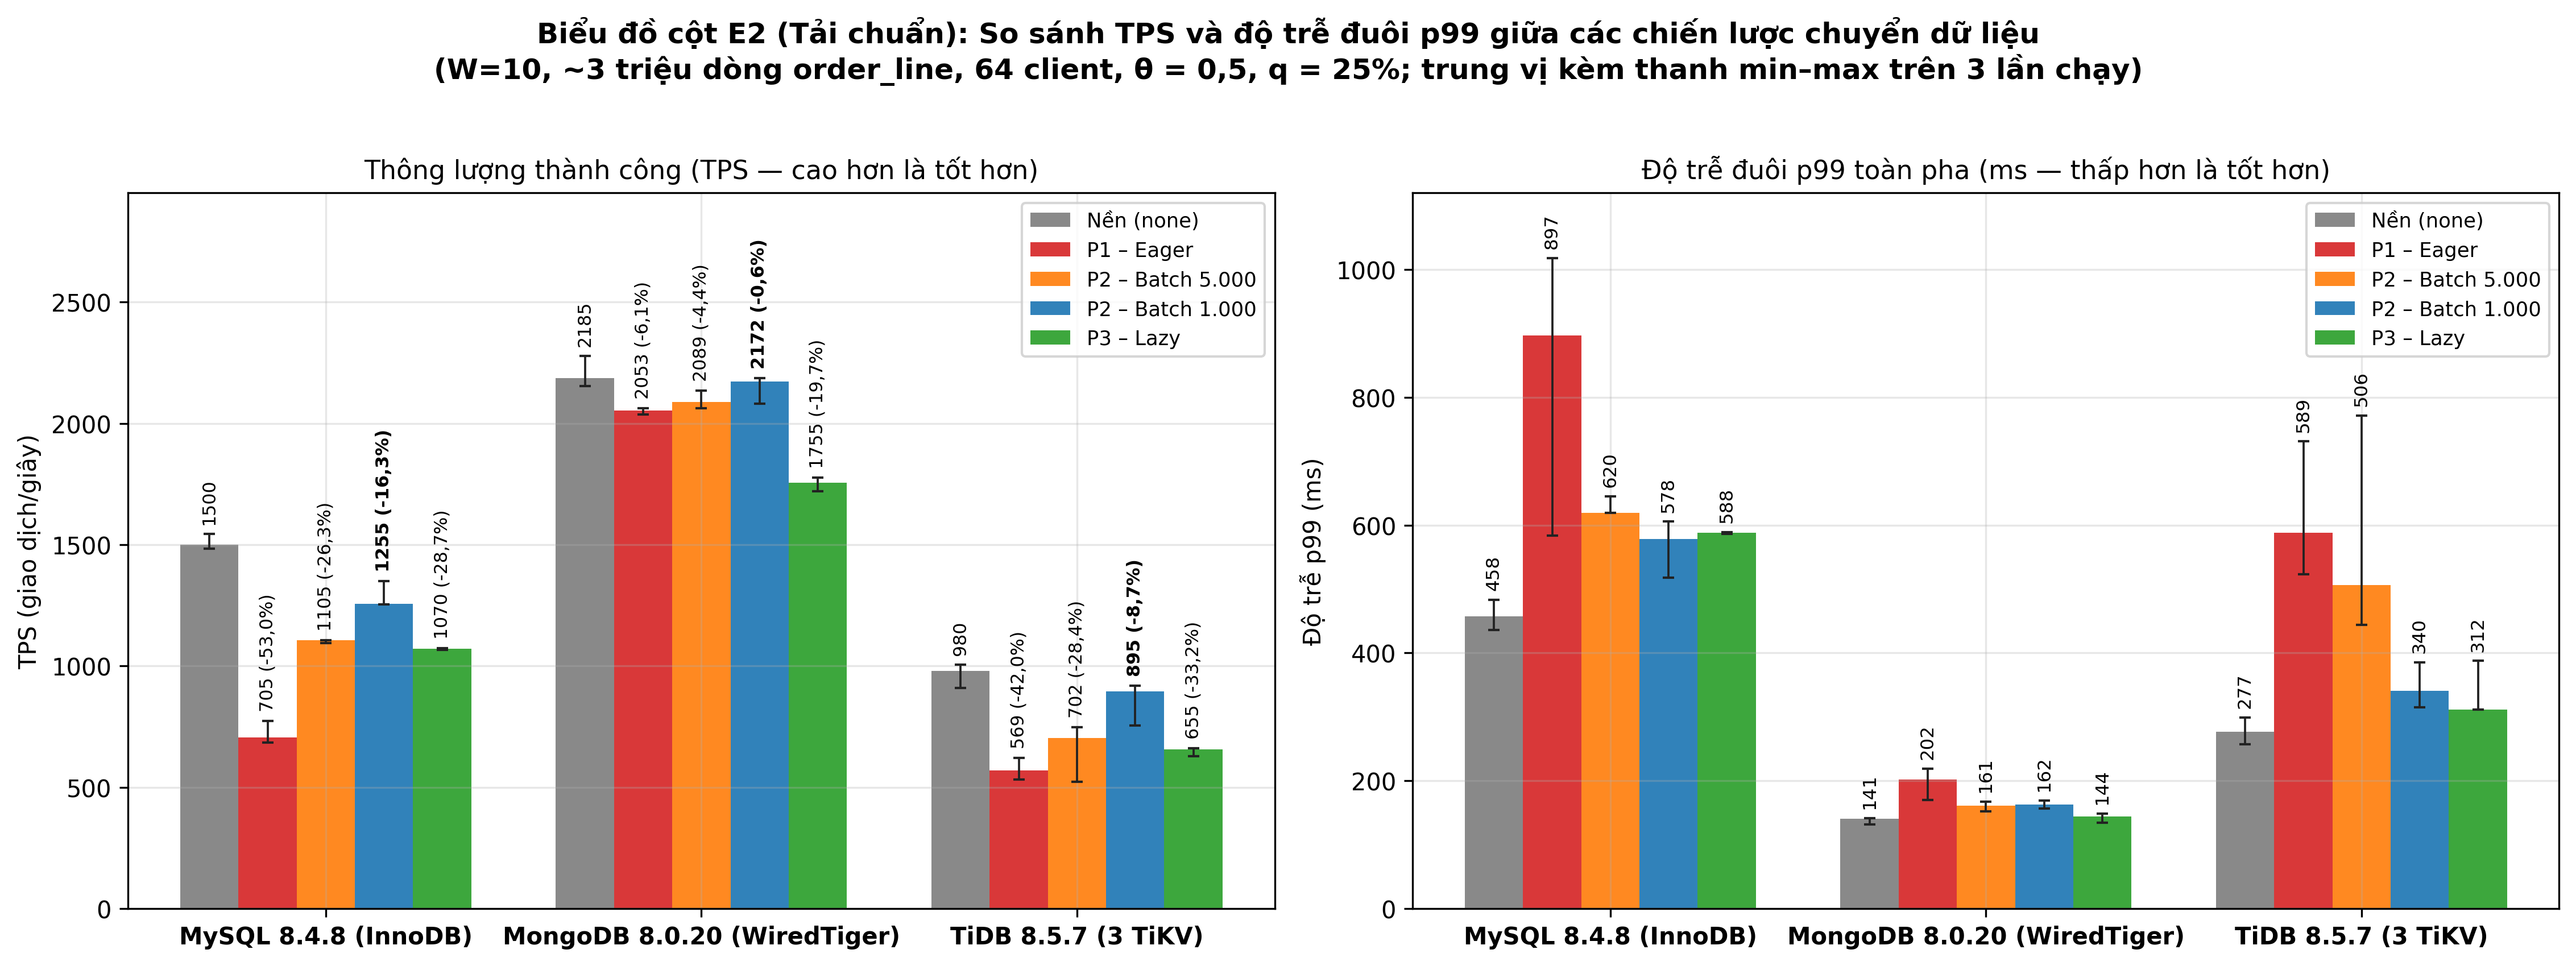 Biểu đồ cột E2 (Tải chuẩn): So sánh TPS và độ trễ đuôi p99 giữa các chiến lược chuyển dữ liệu
(W=10, ~3 triệu dòng order_line, 64 client, θ = 0,5, q = 25%; trung vị kèm thanh min–max trên 3 lần chạy)
Thông lượng thành công (TPS — cao hơn là tốt hơn)
TPS (giao dịch/giây)
2500
2000
1500
1000
500
0
1500
705 (-53,0%)
1105 (-26,3%)
1255 (-16,3%)
1070 (-28,7%)
2185
2053 (-6,1%)
2089 (-4,4%)
2172 (-0,6%)
1755 (-19,7%)
980
569 (-42,0%)
702 (-28,4%)
895 (-8,7%)
655 (-33,2%)
Nền (none)
P1 – Eager
P2 – Batch 5.000
P2 – Batch 1.000
P3 – Lazy
MySQL 8.4.8 (InnoDB)
MongoDB 8.0.20 (WiredTiger)
TiDB 8.5.7 (3 TiKV)
Độ trễ đuôi p99 toàn pha (ms — thấp hơn là tốt hơn)
Độ trễ p99 (ms)
1000
800
600
400
200
0
458
897
620
578
588
141
202
161
162
144
277
589
506
340
312
Nền (none)
P1 – Eager
P2 – Batch 5.000
P2 – Batch 1.000
P3 – Lazy
MySQL 8.4.8 (InnoDB)
MongoDB 8.0.20 (WiredTiger)
TiDB 8.5.7 (3 TiKV)